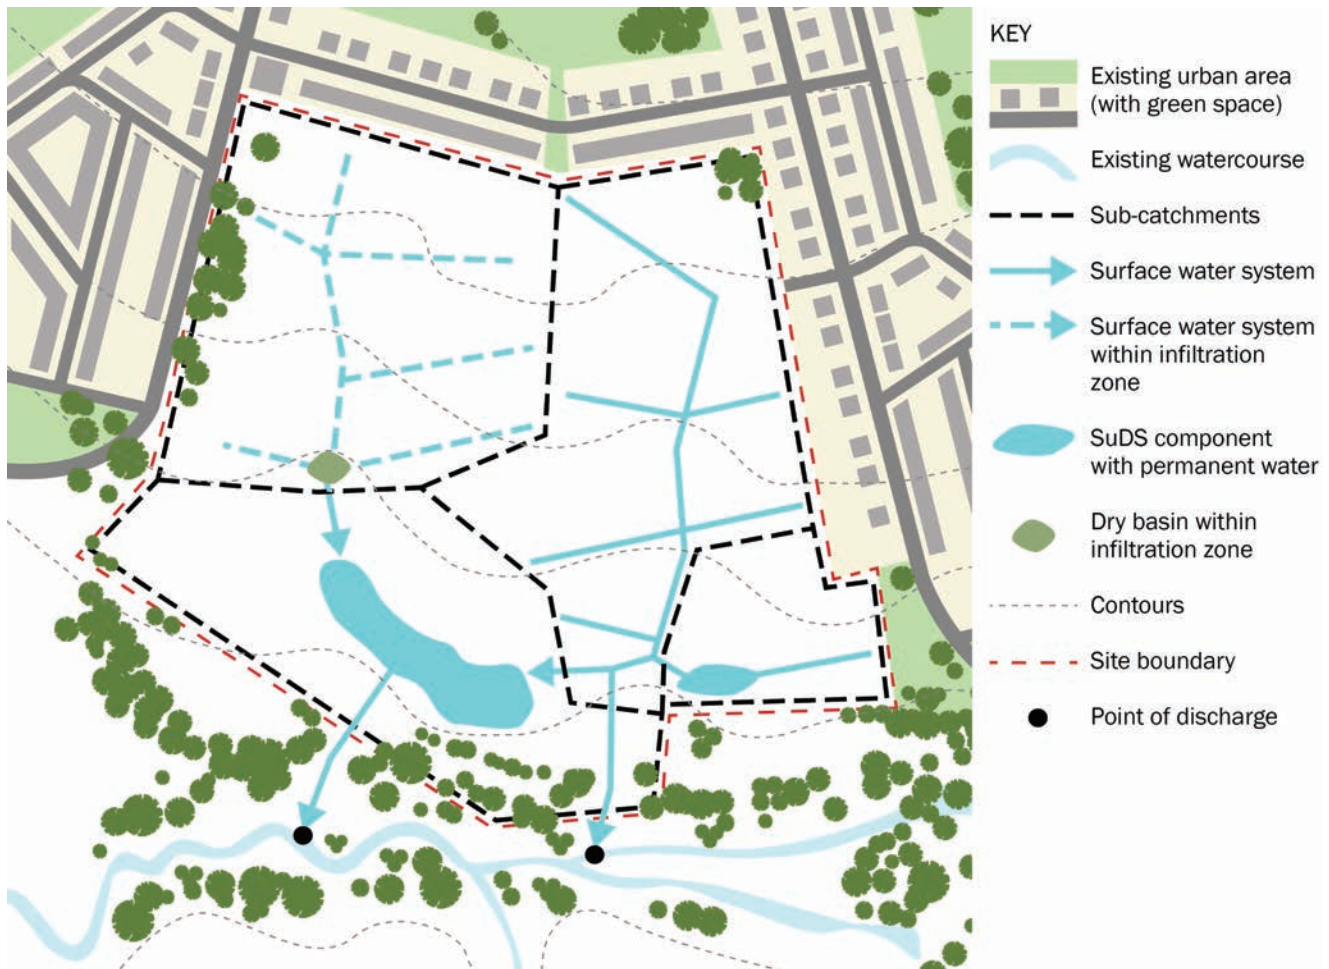 KEY
Existing urban area
(with green space)
Existing watercourse
Sub-catchments
Surface water system
Surface water system
within infiltration
zone
SuDS component
with permanent water
Dry basin within
infiltration zone
Contours
Site boundary
Point of discharge